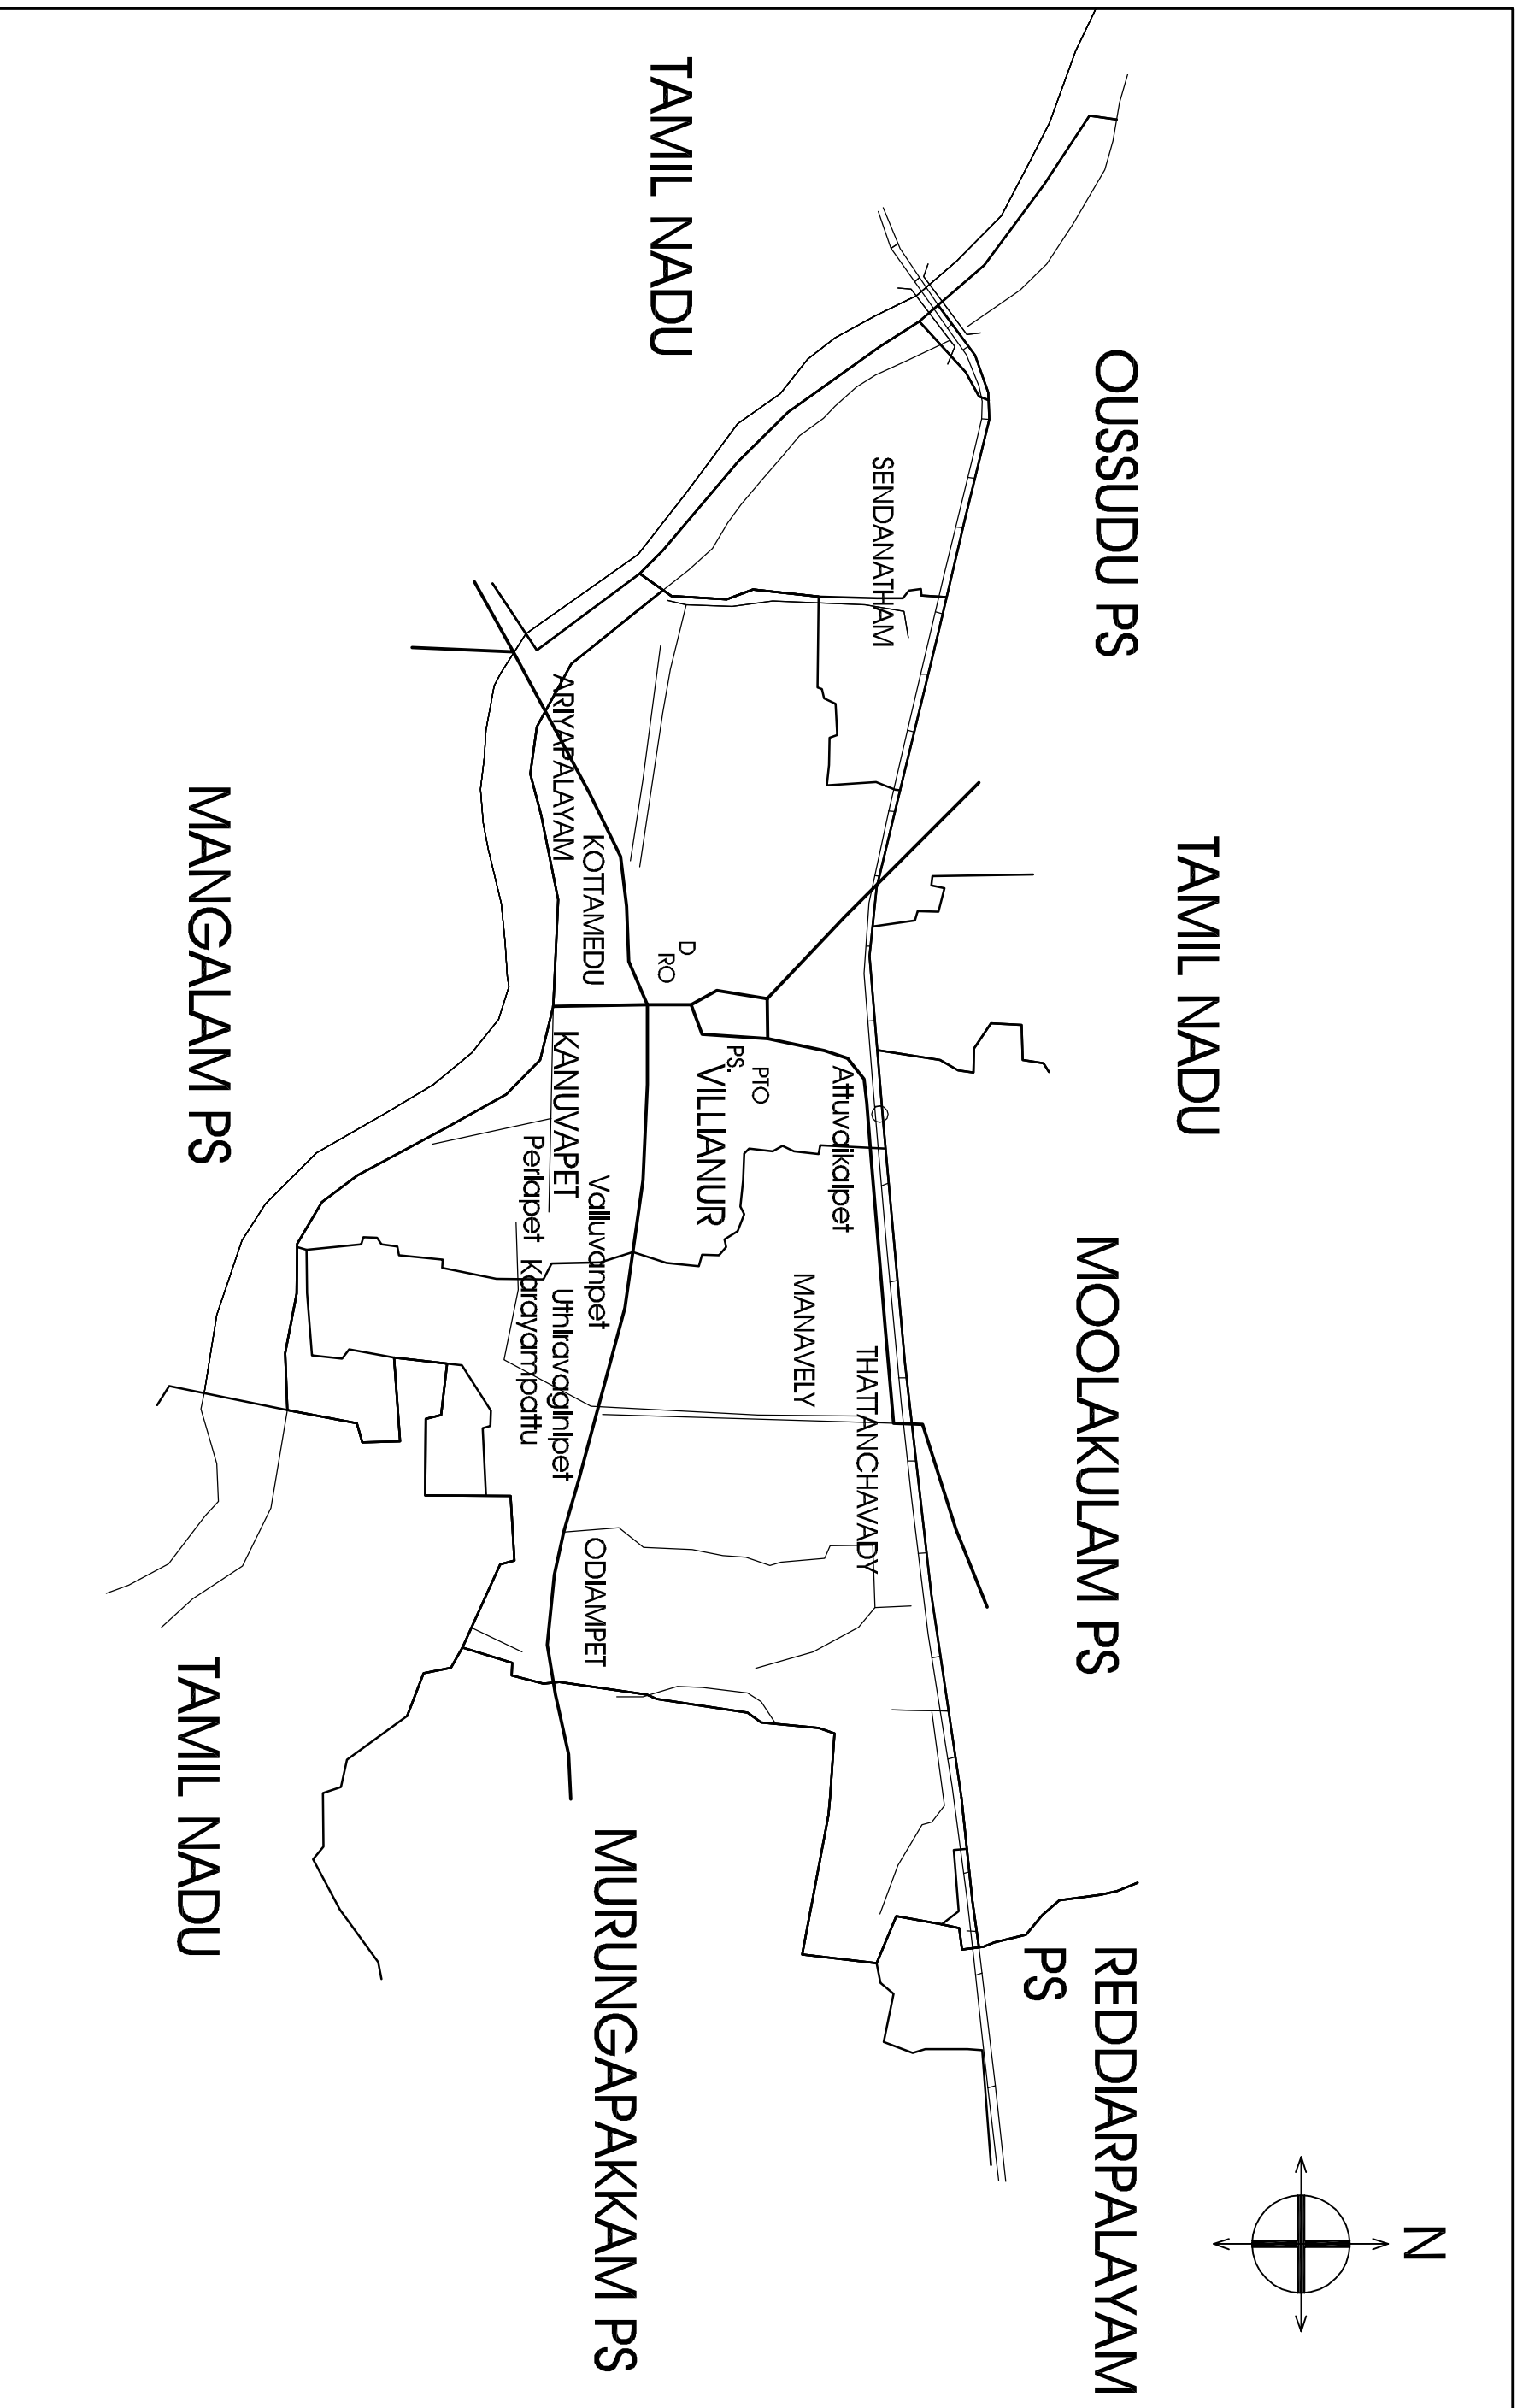 N
TAMIL NADU
OUSSUDU PS
MOOLAKULAM PS
REDDIARPALAYAM
PS
TAMIL NADU
SENDANATHAM
Attuvaikalpet
THATTANCHAVADY
MANAVELY
PTO
PS.
VILLIANUR
D
RO
KOTTAMEDU
Valluvanpet
ODIAMPET
MURUNGAPAKKAM PS
ARIYAPALAYAM
KANUVAPET
Uthiravaginipet
Periapet
Karayampattu
MANGALAM PS
TAMIL NADU